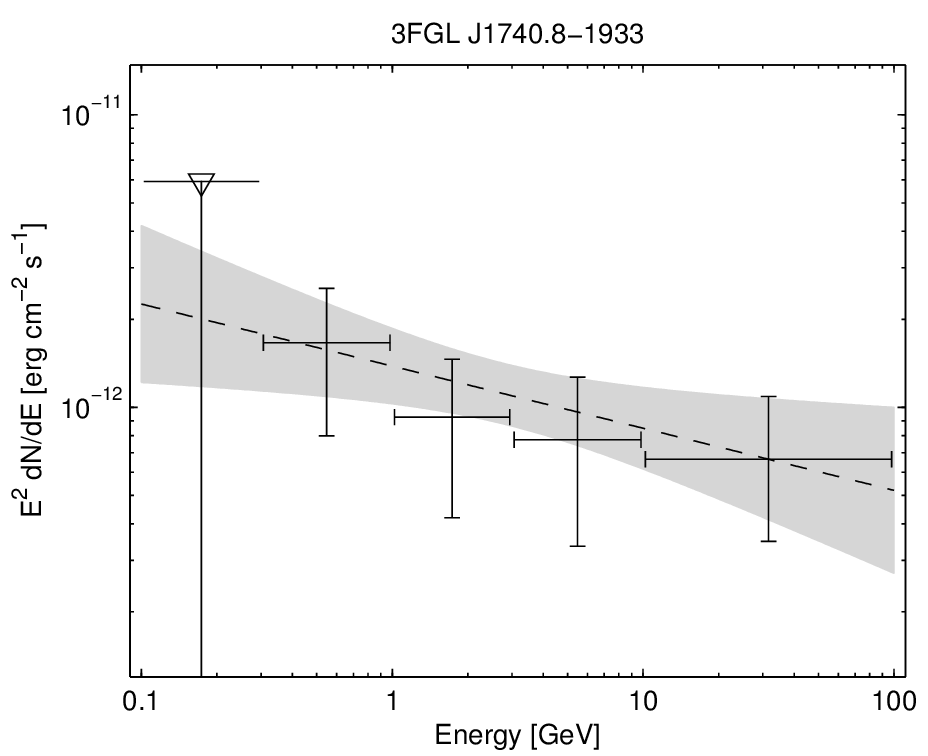 3FGL J1740.8−1933
10⁻¹¹
10⁻¹²
E² dN/dE [erg cm⁻² s⁻¹]
0.1 1 10 100
Energy [GeV]